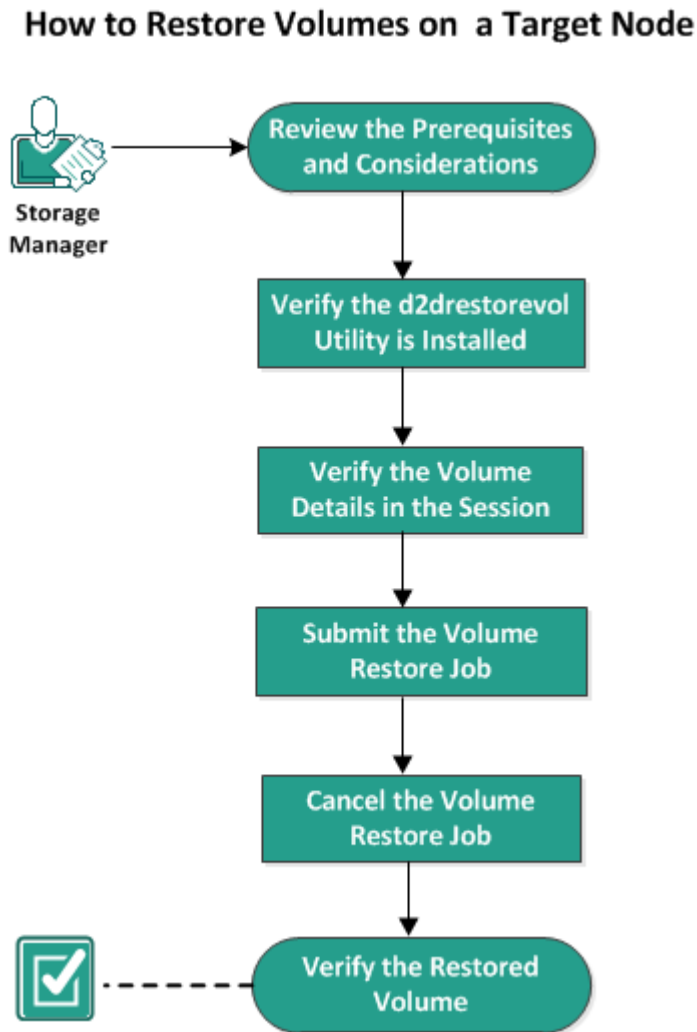 How to Restore Volumes on a Target Node
Review the Prerequisites
and Considerations
Storage
Manager
Verify the d2drestorevol
Utility is Installed
Verify the Volume
Details in the Session
Submit the Volume
Restore Job
Cancel the Volume
Restore Job
Verify the Restored
Volume